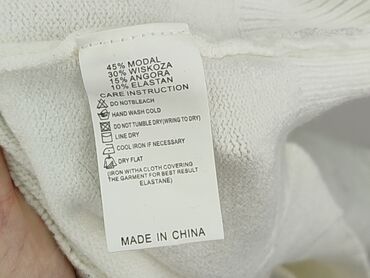 45% MODAL
30% WISKOZA
15% ANGORA
10% ELASTAN
CARE INSTRUCTION
DO NOTBLEACH
HAND WASH COLD
DO NOT TUMBLE DRY(WRING TO DRY)
LINE DRY
COOL IRON IF NECESSARY
DRY FLAT
(IRON WITHA CLOTH COVERING
THE GARMENT FOR BEST RESULT
ELASTANE)
MADE IN CHINA